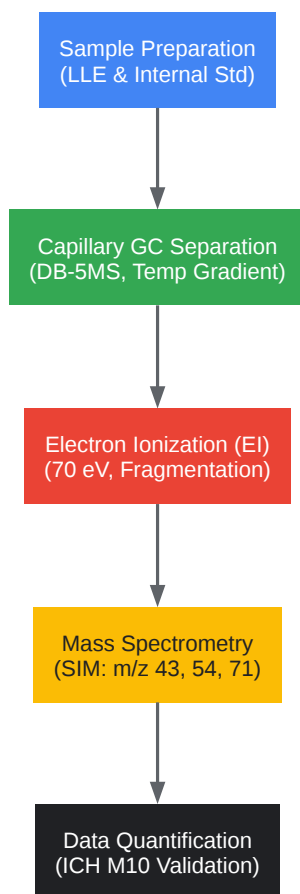 Sample Preparation
(LLE & Internal Std)
Capillary GC Separation
(DB-5MS, Temp Gradient)
Electron Ionization (EI)
(70 eV, Fragmentation)
Mass Spectrometry
(SIM: m/z 43, 54, 71)
Data Quantification
(ICH M10 Validation)